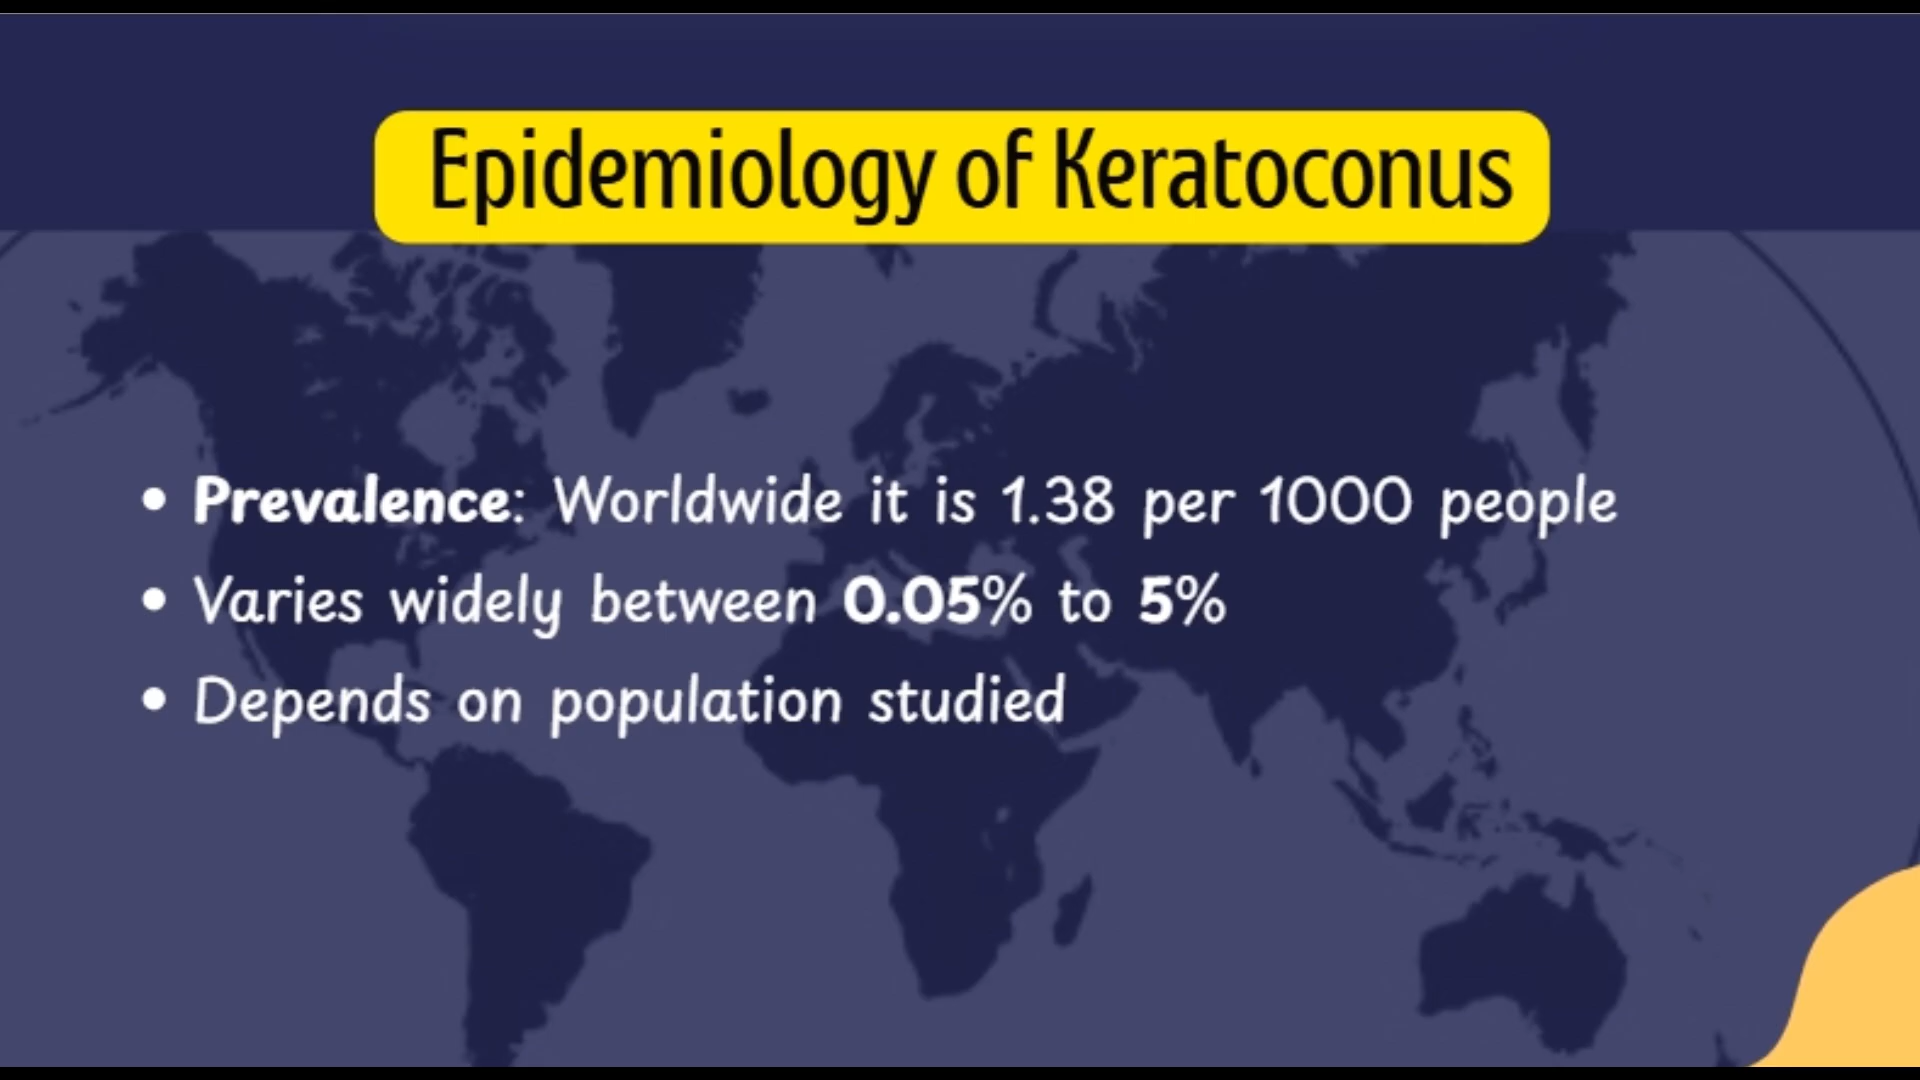 Epidemiology of Keratoconus
• Prevalence: Worldwide it is 1.38 per 1000 people
• Varies widely between 0.05% to 5%
• Depends on population studied